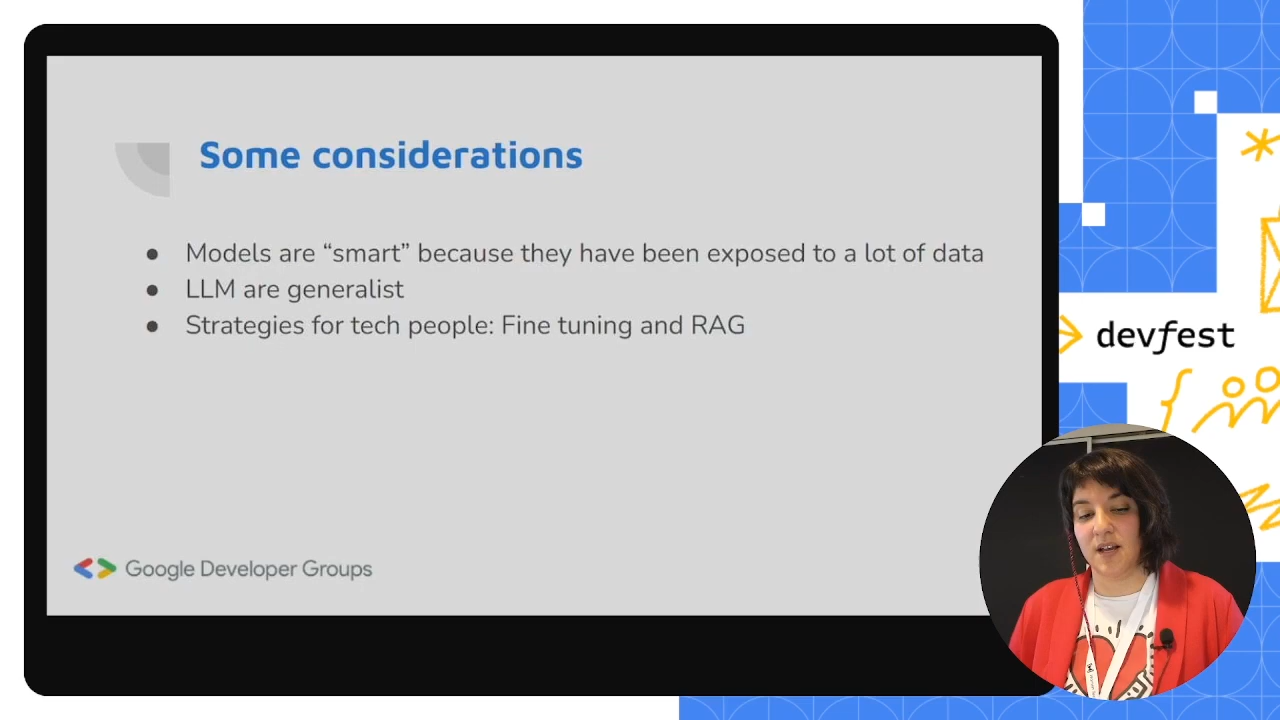 Some considerations
● Models are “smart” because they have been exposed to a lot of data
● LLM are generalist
● Strategies for tech people: Fine tuning and RAG
Google Developer Groups
devfest